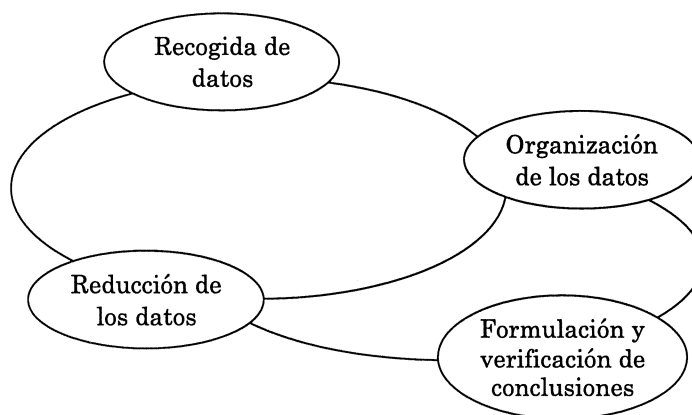 Recogida de
datos
Organización
de los datos
Reducción de
los datos
Formulación y
verificación de
conclusiones